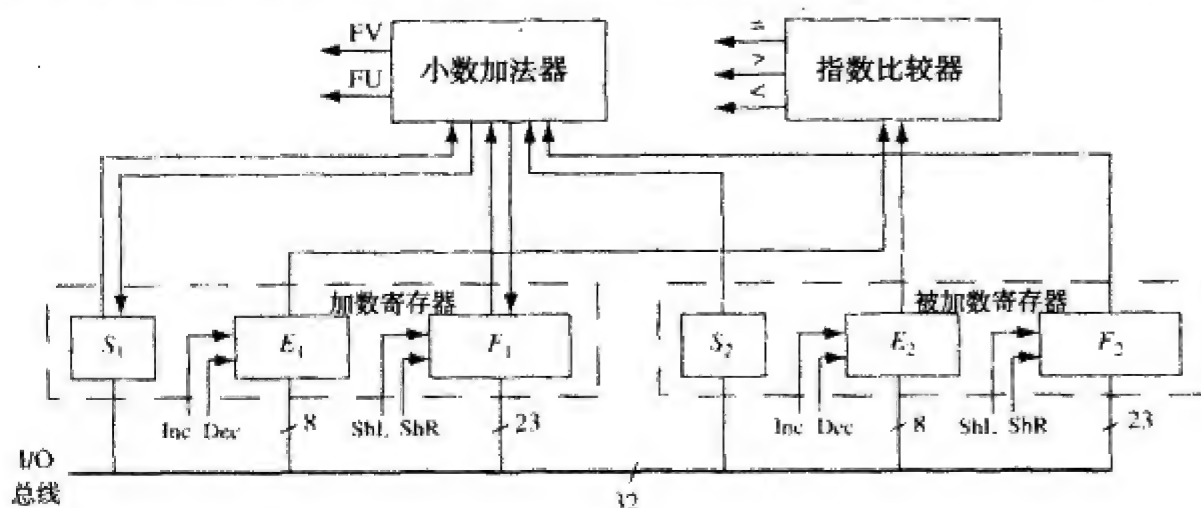 FV
FU
小数加法器
=
>
<
指数比较器
加数寄存器
被加数寄存器
S1
E1
F1
S2
E2
F2
Inc Dec
8
ShL ShR
23
Inc Dec
8
ShL ShR
23
I/O
总线
32